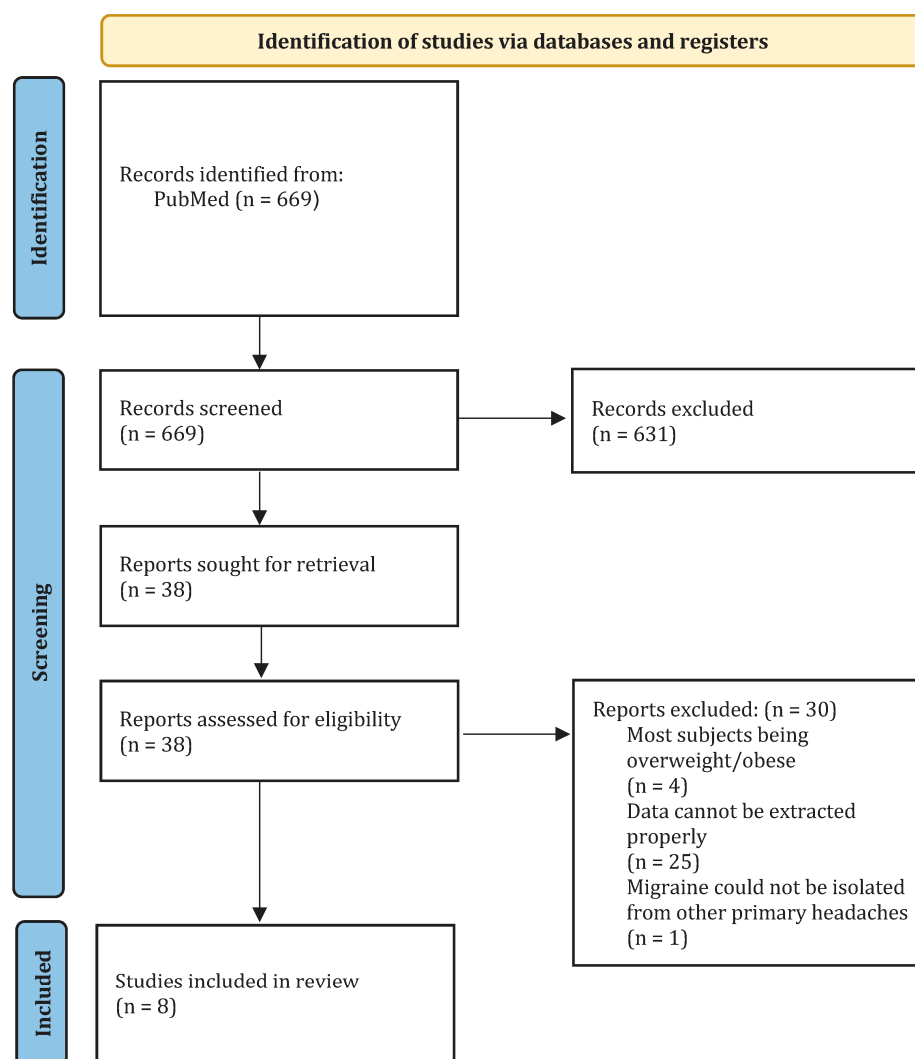 Identification of studies via databases and registers
Identification
Records identified from:
PubMed (n = 669)
Screening
Records screened
(n = 669)
Records excluded
(n = 631)
Reports sought for retrieval
(n = 38)
Reports assessed for eligibility
(n = 38)
Reports excluded: (n = 30)
Most subjects being
overweight/obese
(n = 4)
Data cannot be extracted
properly
(n = 25)
Migraine could not be isolated
from other primary headaches
(n = 1)
Included
Studies included in review
(n = 8)